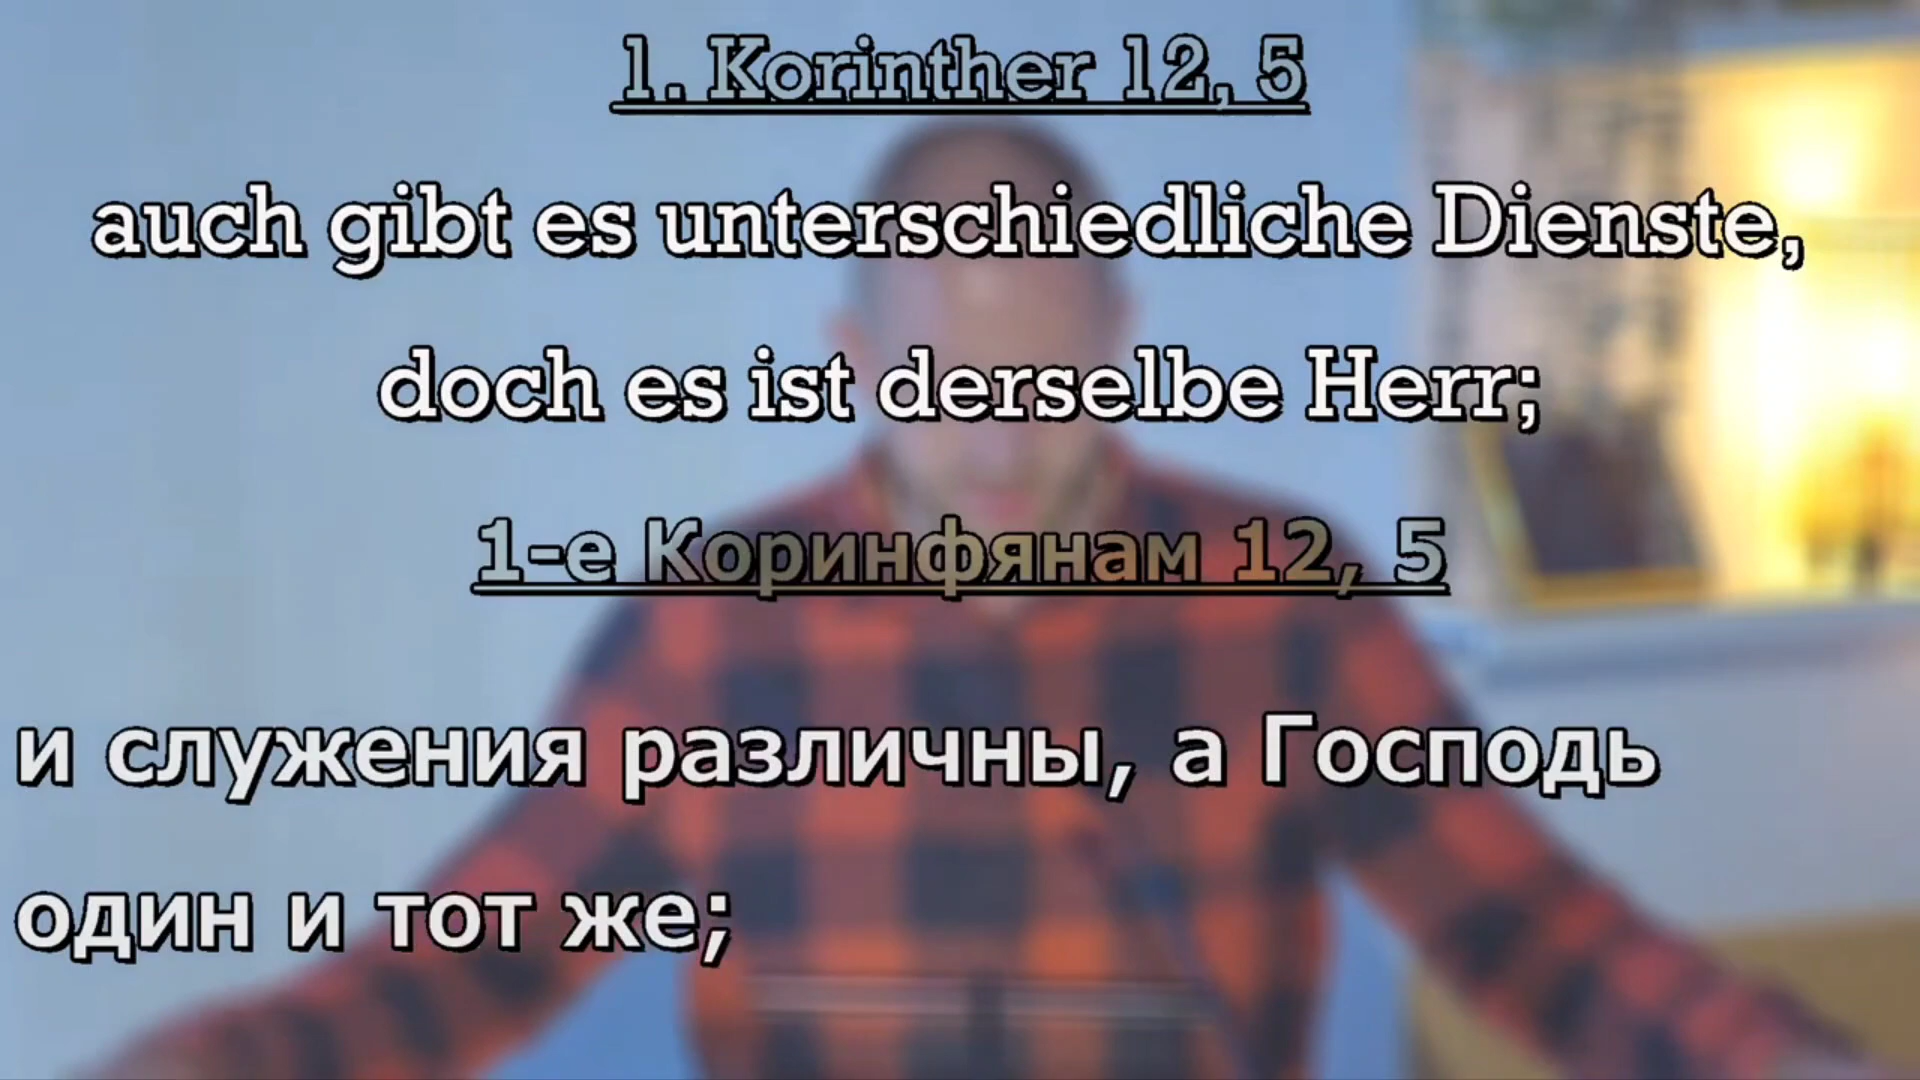 1. Korinther 12, 5
auch gibt es unterschiedliche Dienste,
doch es ist derselbe Herr;
1-е Коринфянам 12, 5
и служения различны, а Господь
один и тот же;